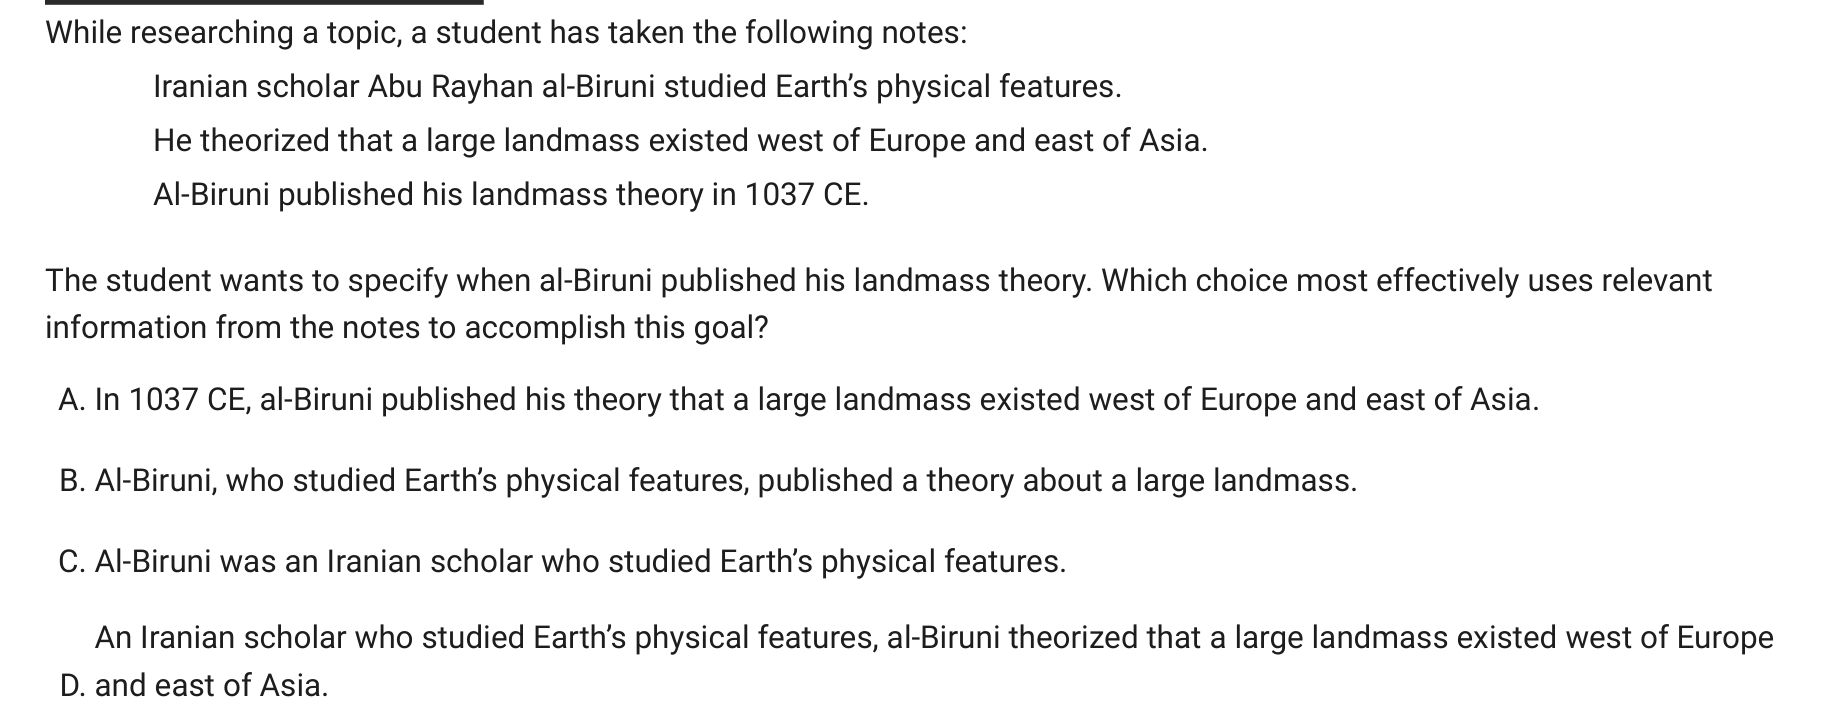 While researching a topic, a student has taken the following notes:
Iranian scholar Abu Rayhan al-Biruni studied Earth's physical features.
He theorized that a large landmass existed west of Europe and east of Asia.
Al-Biruni published his landmass theory in 1037 CE.
The student wants to specify when al-Biruni published his landmass theory. Which choice most effectively uses relevant
information from the notes to accomplish this goal?
A. In 1037 CE, al-Biruni published his theory that a large landmass existed west of Europe and east of Asia.
B. Al-Biruni, who studied Earth's physical features, published a theory about a large landmass.
C. Al-Biruni was an Iranian scholar who studied Earth's physical features.
An Iranian scholar who studied Earth's physical features, al-Biruni theorized that a large landmass existed west of Europe
D. and east of Asia.